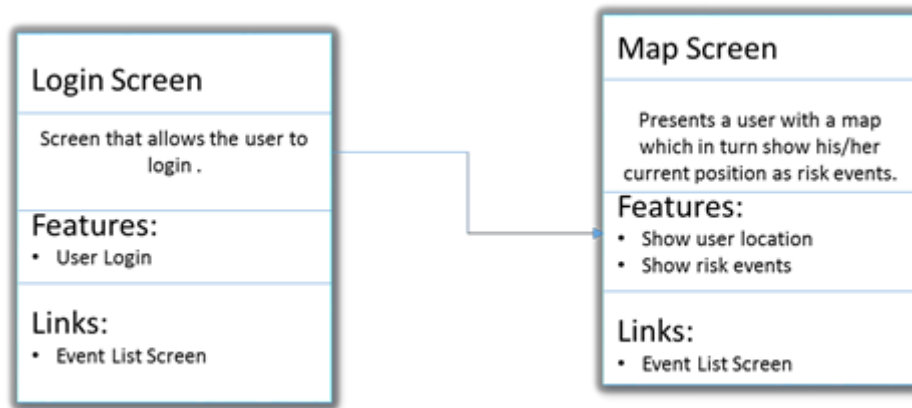 Login Screen
Screen that allows the user to
login .
Features:
• User Login
Links:
• Event List Screen
Map Screen
Presents a user with a map
which in turn show his/her
current position as risk events.
Features:
• Show user location
• Show risk events
Links:
• Event List Screen